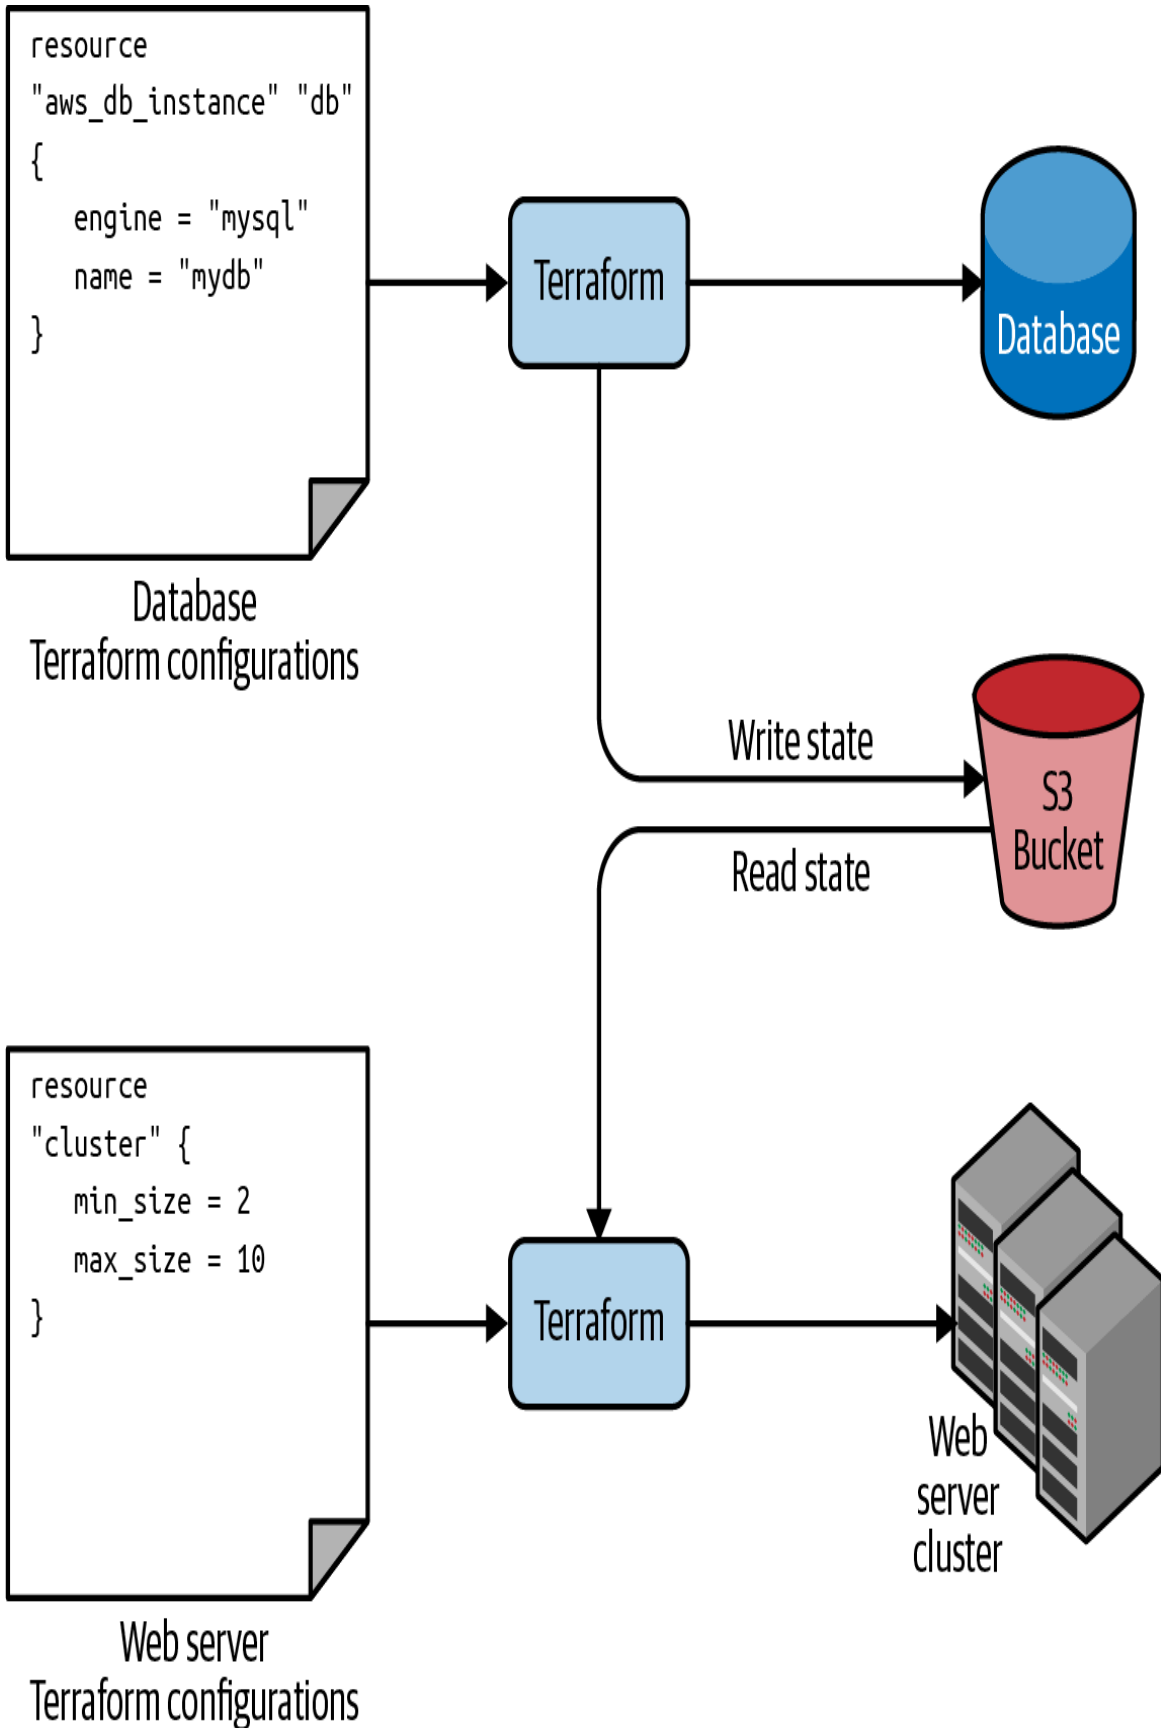 resource
"aws_db_instance" "db"
{
engine = "mysql"
name = "mydb"
}
Database
Terraform configurations
Terraform
Database
Write state
Read state
S3
Bucket
resource
"cluster" {
min_size = 2
max_size = 10
}
Web server
Terraform configurations
Terraform
Web
server
cluster